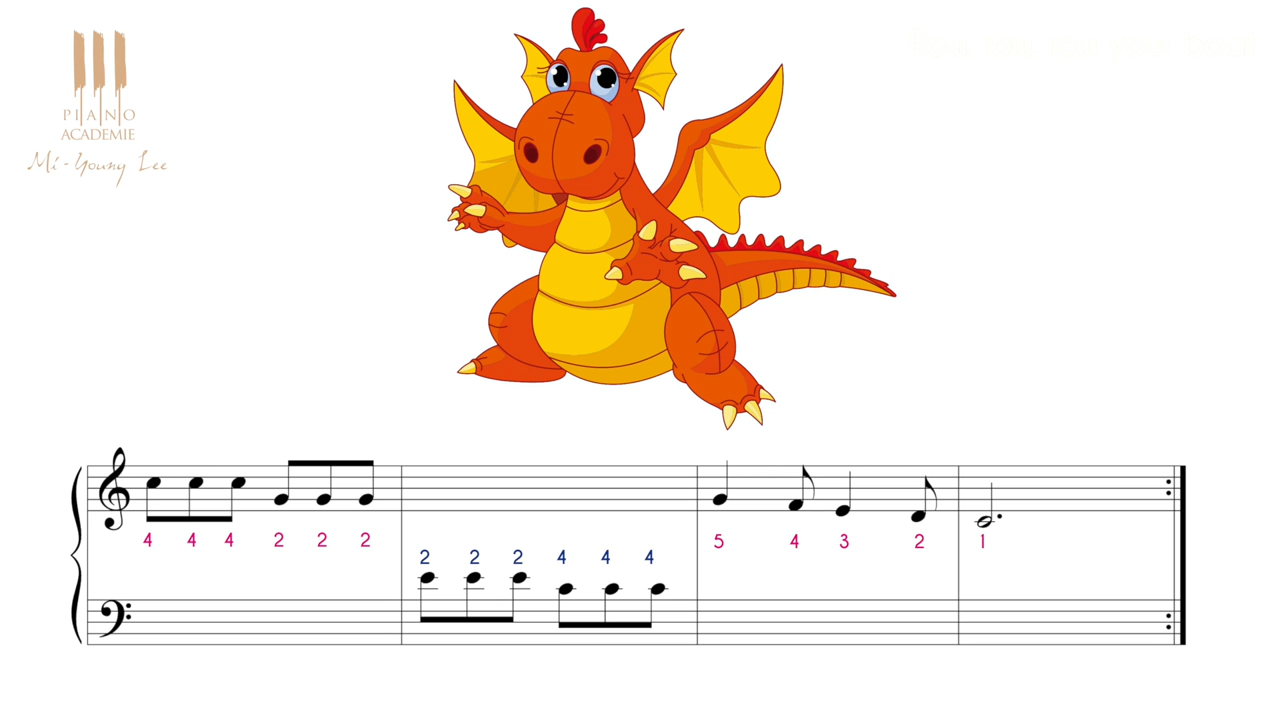 PIANO
ACADEMIE
Mi-Young Lee
4 4 4 2 2 2
2 2 2 4 4 4
5 4 3 2 1